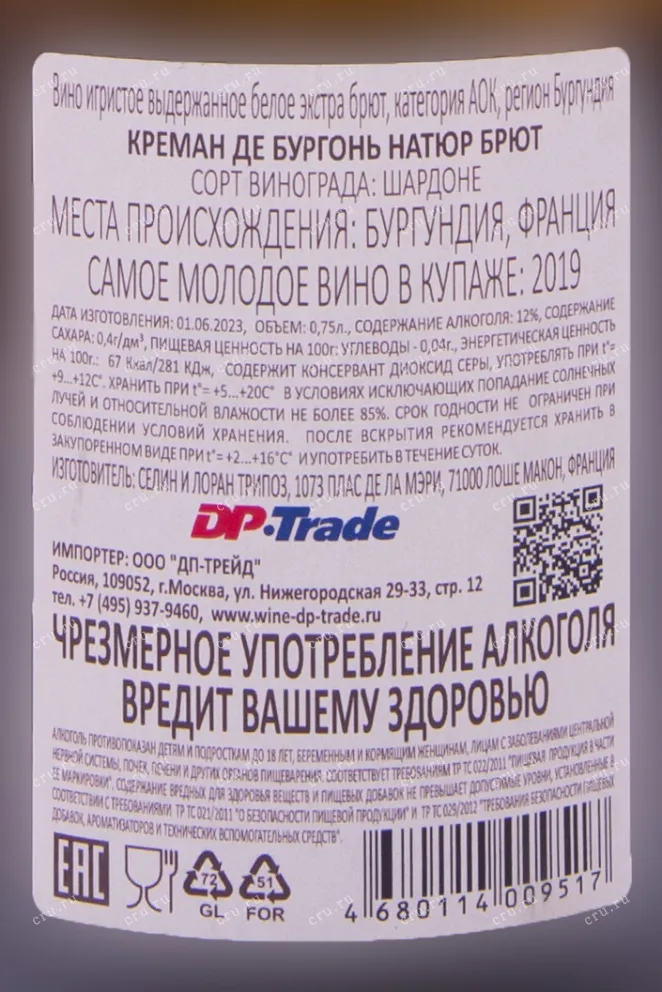 Вино игристое выдержанное белое экстра брют, категория АОК, регион Бургундия
КРЕМАН ДЕ БУРГОНЬ НАТЮР БРЮТ
СОРТ ВИНОГРАДА: ШАРДОНЕ
МЕСТА ПРОИСХОЖДЕНИЯ: БУРГУНДИЯ, ФРАНЦИЯ
САМОЕ МОЛОДОЕ ВИНО В КУПАЖЕ: 2019
ДАТА ИЗГОТОВЛЕНИЯ: 01.06.2023, ОБЪЕМ: 0,75л., СОДЕРЖАНИЕ АЛКОГОЛЯ: 12%, СОДЕРЖАНИЕ
САХАРА: 0,4г/дм³, ПИЩЕВАЯ ЦЕННОСТЬ НА 100г: УГЛЕВОДЫ - 0,04г., ЭНЕРГЕТИЧЕСКАЯ ЦЕННОСТЬ
НА 100г.: 67 Ккал/281 КДж, СОДЕРЖИТ КОНСЕРВАНТ ДИОКСИД СЕРЫ, УПОТРЕБЛЯТЬ ПРИ t°=
+9...+12С°. ХРАНИТЬ ПРИ t°= +5...+20С° В УСЛОВИЯХ ИСКЛЮЧАЮЩИХ ПОПАДАНИЕ СОЛНЕЧНЫХ
ЛУЧЕЙ И ОТНОСИТЕЛЬНОЙ ВЛАЖНОСТИ НЕ БОЛЕЕ 85%. СРОК ГОДНОСТИ НЕ ОГРАНИЧЕН ПРИ
СОБЛЮДЕНИИ УСЛОВИЙ ХРАНЕНИЯ. ПОСЛЕ ВСКРЫТИЯ РЕКОМЕНДУЕТСЯ ХРАНИТЬ В
ЗАКУПОРЕННОМ ВИДЕ ПРИ t°= +2...+16°С° И УПОТРЕБИТЬ В ТЕЧЕНИЕ СУТОК.
ИЗГОТОВИТЕЛЬ: СЕЛИН И ЛОРАН ТРИПОЗ, 1073 ПЛАС ДЕ ЛА МЭРИ, 71000 ЛОШЕ МАКОН, ФРАНЦИЯ
DP·Trade
ИМПОРТЕР: ООО "ДП-ТРЕЙД"
Россия, 109052, г.Москва, ул. Нижегородская 29-33, стр. 12
тел. +7 (495) 937-9460, www.wine-dp-trade.ru
ЧРЕЗМЕРНОЕ УПОТРЕБЛЕНИЕ АЛКОГОЛЯ
ВРЕДИТ ВАШЕМУ ЗДОРОВЬЮ
АЛКОГОЛЬ ПРОТИВОПОКАЗАН ДЕТЯМ И ПОДРОСТКАМ ДО 18 ЛЕТ, БЕРЕМЕННЫМ И КОРМЯЩИМ ЖЕНЩИНАМ, ЛИЦАМ С ЗАБОЛЕВАНИЯМИ ЦЕНТРАЛЬНОЙ
НЕРВНОЙ СИСТЕМЫ, ПОЧЕК, ПЕЧЕНИ И ДРУГИХ ОРГАНОВ ПИЩЕВАРЕНИЯ. СООТВЕТСТВУЕТ ТРЕБОВАНИЯМ ТР ТС 022/2011 "ПИЩЕВАЯ ПРОДУКЦИЯ В ЧАСТИ
ЕЕ МАРКИРОВКИ", СОДЕРЖАНИЕ ВРЕДНЫХ ДЛЯ ЗДОРОВЬЯ ВЕЩЕСТВ И ПИЩЕВЫХ ДОБАВОК НЕ ПРЕВЫШАЕТ ДОПУСТИМЫЕ УРОВНИ, УСТАНОВЛЕННЫЕ В
СООТВЕТСТВИИ С ТРЕБОВАНИЯМИ ТР ТС 021/2011 "О БЕЗОПАСНОСТИ ПИЩЕВОЙ ПРОДУКЦИИ" И ТР ТС 029/2012 "ТРЕБОВАНИЯ БЕЗОПАСНОСТИ ПИЩЕВЫХ
ДОБАВОК, АРОМАТИЗАТОРОВ И ТЕХНИЧЕСКИХ ВСПОМОГАТЕЛЬНЫХ СРЕДСТВ".
EAC
72
GL
51
FOR
4 680114 009517
cru.ru